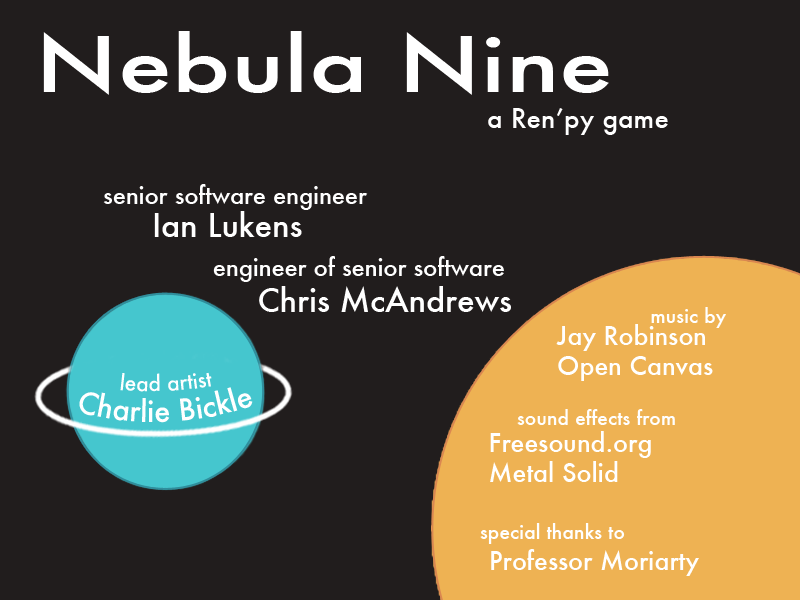 Nebula Nine
a Ren'py game
senior software engineer
Ian Lukens
engineer of senior software
Chris McAndrews
lead artist
Charlie Bickle
music by
Jay Robinson
Open Canvas
sound effects from
Freesound.org
Metal Solid
special thanks to
Professor Moriarty